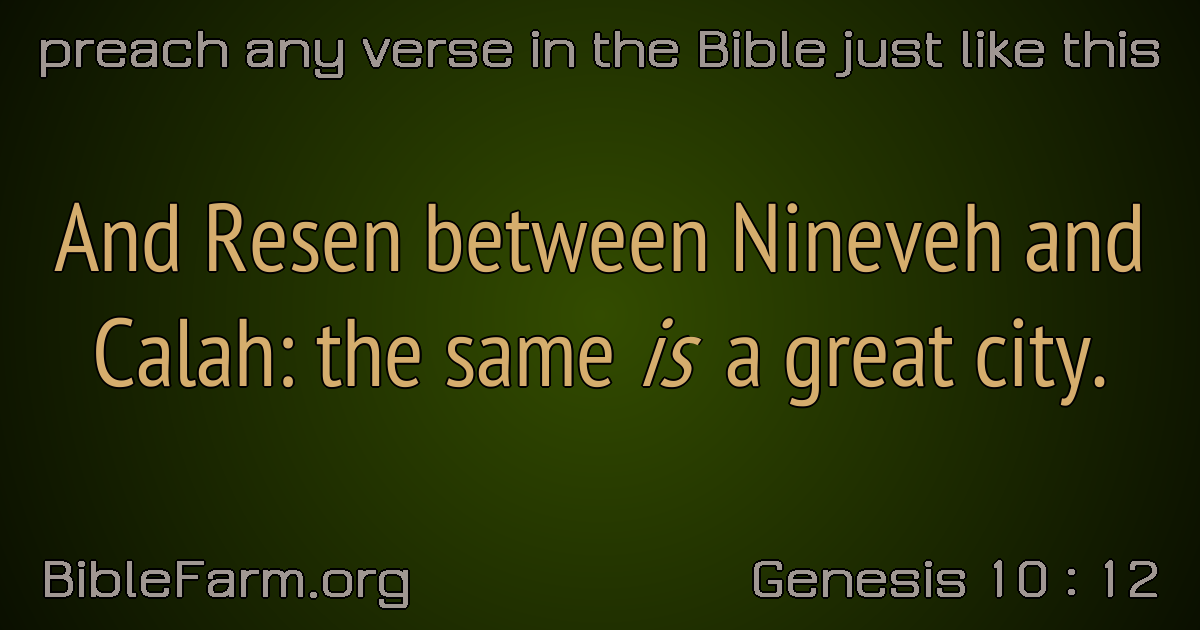 preach any verse in the Bible just like this
And Resen between Nineveh and
Calah: the same is a great city.
BibleFarm.org
Genesis 10 : 12